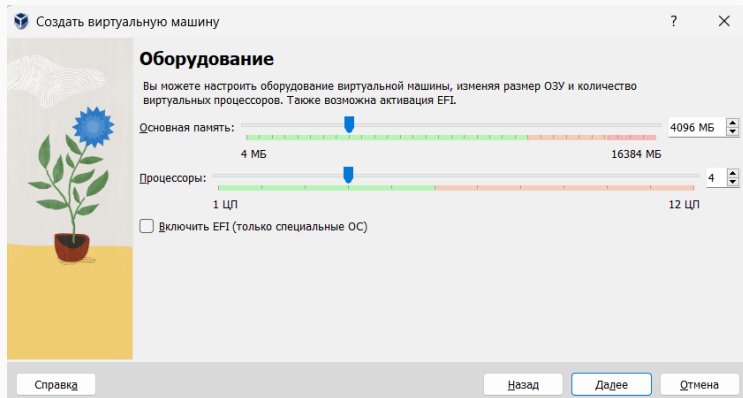 Создать виртуальную машину
?
Оборудование
Вы можете настроить оборудование виртуальной машины, изменяя размер ОЗУ и количество
виртуальных процессоров. Также возможна активация EFI.
Основная память: 4096 МБ
4 МБ 16384 МБ
Процессоры: 4
1 ЦП 12 ЦП
Включить EFI (только специальные ОС)
Справка Назад Далее Отмена